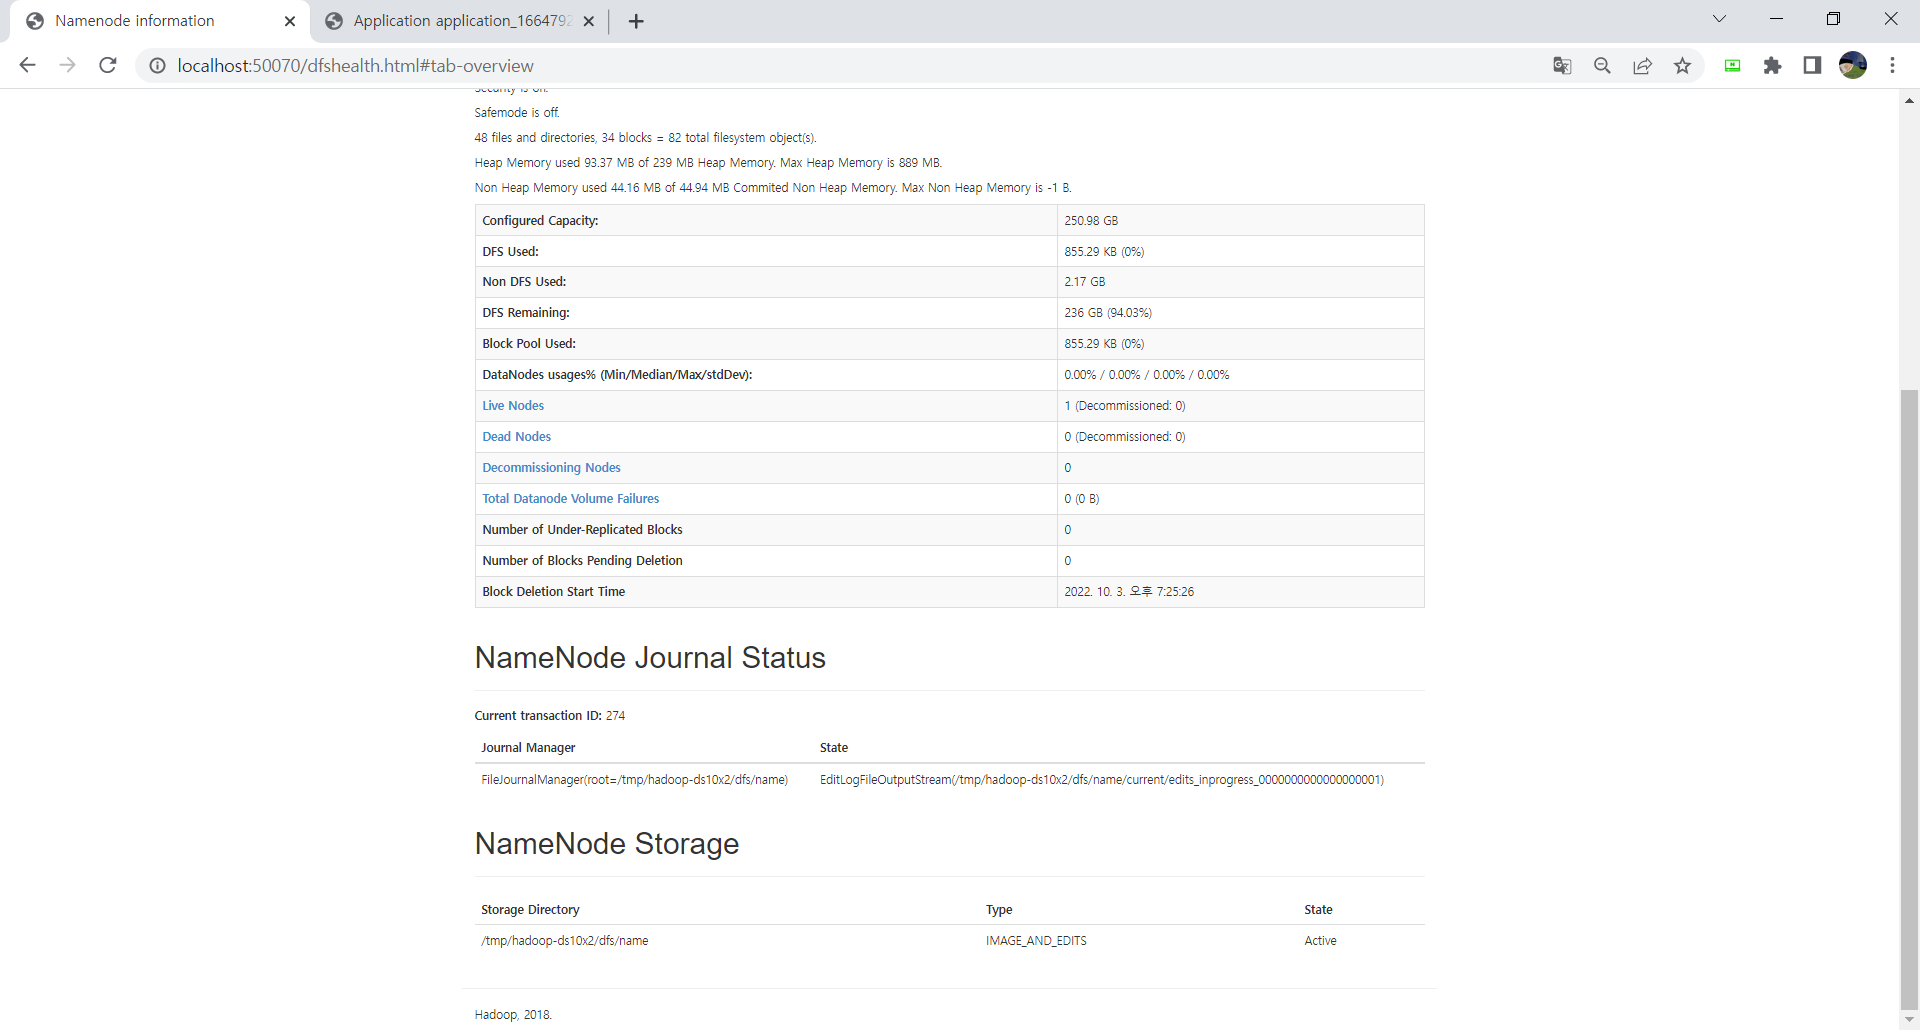 Namenode information
Application application_1664792
localhost:50070/dfshealth.html#tab-overview
Security is on.
Safemode is off.
48 files and directories, 34 blocks = 82 total filesystem object(s).
Heap Memory used 93.37 MB of 239 MB Heap Memory. Max Heap Memory is 889 MB.
Non Heap Memory used 44.16 MB of 44.94 MB Commited Non Heap Memory. Max Non Heap Memory is -1 B.
Configured Capacity: 250.98 GB
DFS Used: 855.29 KB (0%)
Non DFS Used: 2.17 GB
DFS Remaining: 236 GB (94.03%)
Block Pool Used: 855.29 KB (0%)
DataNodes usages% (Min/Median/Max/stdDev): 0.00% / 0.00% / 0.00% / 0.00%
Live Nodes 1 (Decommissioned: 0)
Dead Nodes 0 (Decommissioned: 0)
Decommissioning Nodes 0
Total Datanode Volume Failures 0 (0 B)
Number of Under-Replicated Blocks 0
Number of Blocks Pending Deletion 0
Block Deletion Start Time 2022. 10. 3. 오후 7:25:26
NameNode Journal Status
Current transaction ID: 274
Journal Manager State
FileJournalManager(root=/tmp/hadoop-ds10x2/dfs/name) EditLogFileOutputStream(/tmp/hadoop-ds10x2/dfs/name/current/edits_inprogress_0000000000000000001)
NameNode Storage
Storage Directory Type State
/tmp/hadoop-ds10x2/dfs/name IMAGE_AND_EDITS Active
Hadoop, 2018.